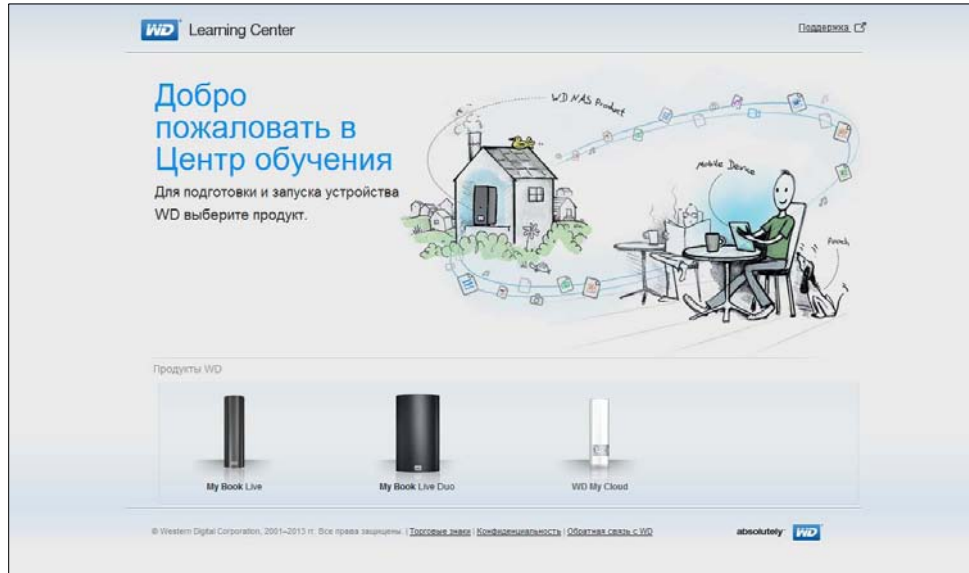 WD Learning Center
Поддержка
Добро
пожаловать в
Центр обучения
Для подготовки и запуска устройства
WD выберите продукт.
WD NAS Product
Mobile Device
Pooch
Продукты WD
My Book Live
My Book Live Duo
WD My Cloud
© Western Digital Corporation, 2001–2013 гг. Все права защищены. | Торговые знаки | Конфиденциальность | Обратная связь с WD
absolutely WD